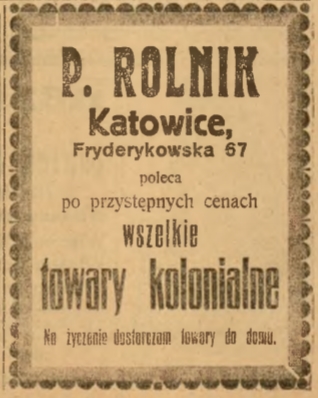 P. ROLNIK
Katowice,
Fryderykowska 67
poleca
po przystępnych cenach
wszelkie
towary kolonialne
Na życzenie dostarczam towary do domu.